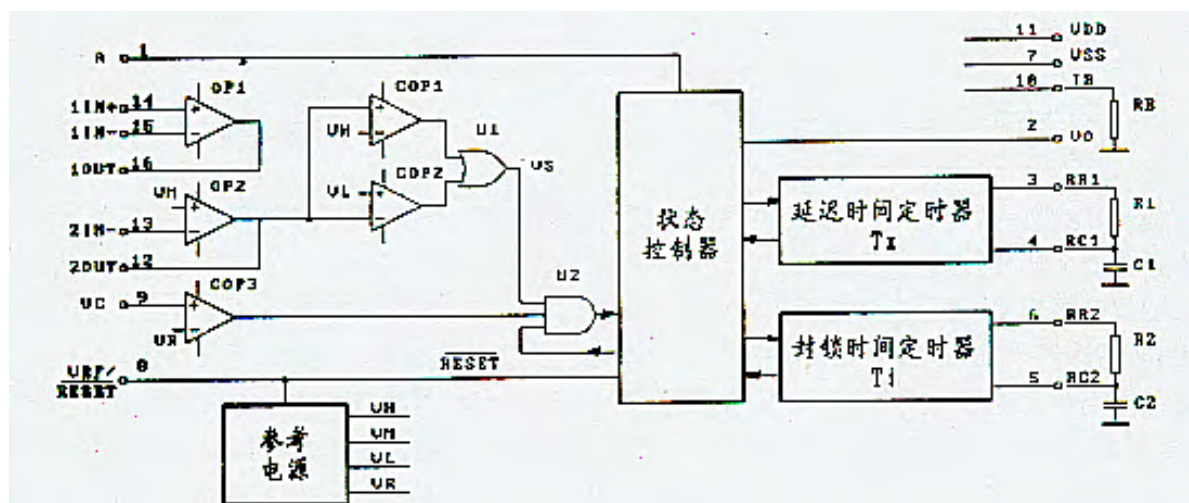 A 1
1IN+ 14
1IN- 15
1OUT 16
OP1
VM
OP2
2IN- 13
2OUT 12
VC 9
COP3
VR
VRF/ 8
RESET
COP1
VH
U1
VL
COP2
VS
U2
RESET
参考
电源
VH
VM
VL
VR
状态
控制器
延迟时间定时器
Tx
封锁时间定时器
Ti
11 VDD
7 VSS
10 IB
RB
2 VO
3 RR1
R1
4 RC1
C1
6 RR2
R2
5 RC2
C2